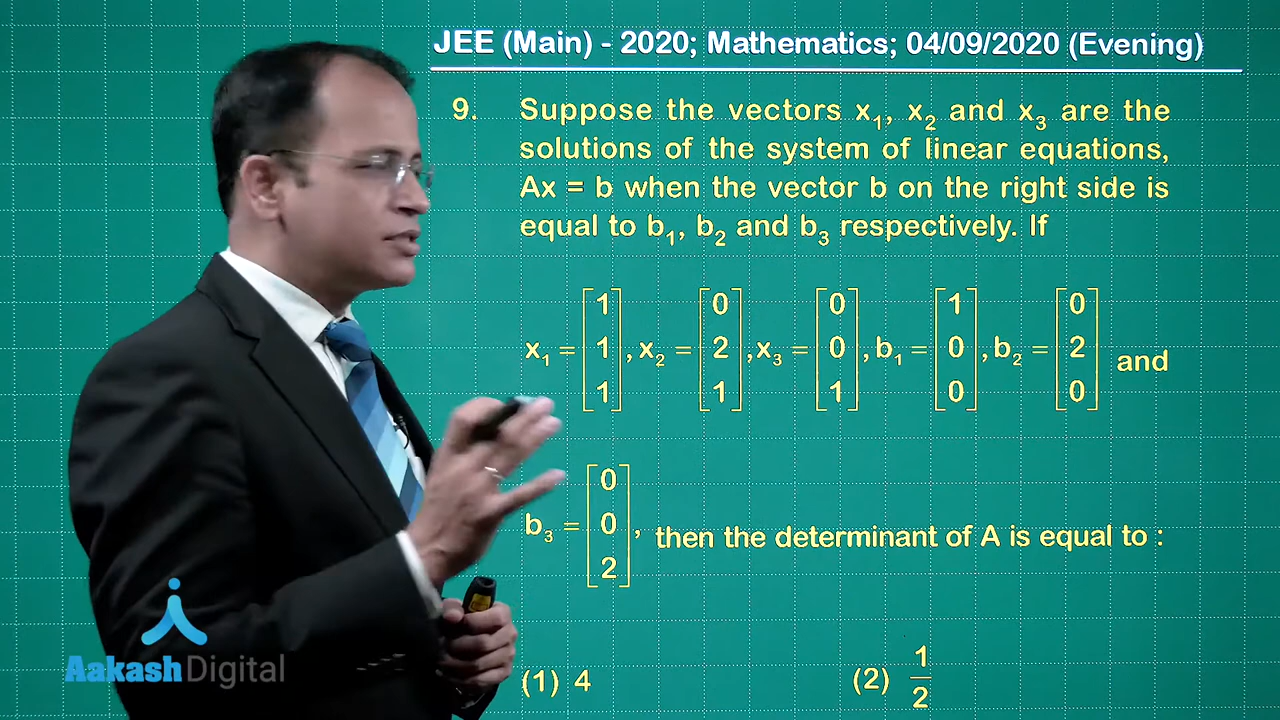 JEE (Main) - 2020; Mathematics; 04/09/2020 (Evening)
9. Suppose the vectors x₁, x₂ and x₃ are the
solutions of the system of linear equations,
Ax = b when the vector b on the right side is
equal to b₁, b₂ and b₃ respectively. If
x₁ = [1 1 1], x₂ = [0 2 1], x₃ = [0 0 1], b₁ = [1 0 0], b₂ = [0 2 0] and
b₃ = [0 0 2], then the determinant of A is equal to :
(1) 4 (2) 1/2
Aakash Digital